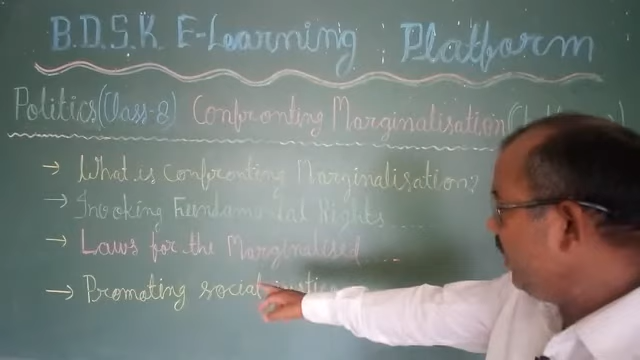 B.D.S.K E-Learning Platform
Politics(Class-8) Confronting Marginalisation(
→ What is Confronting Marginalisation?
→ Invoking Fundamental Rights ....
→ Laws for the Marginalised ....
→ Promoting social